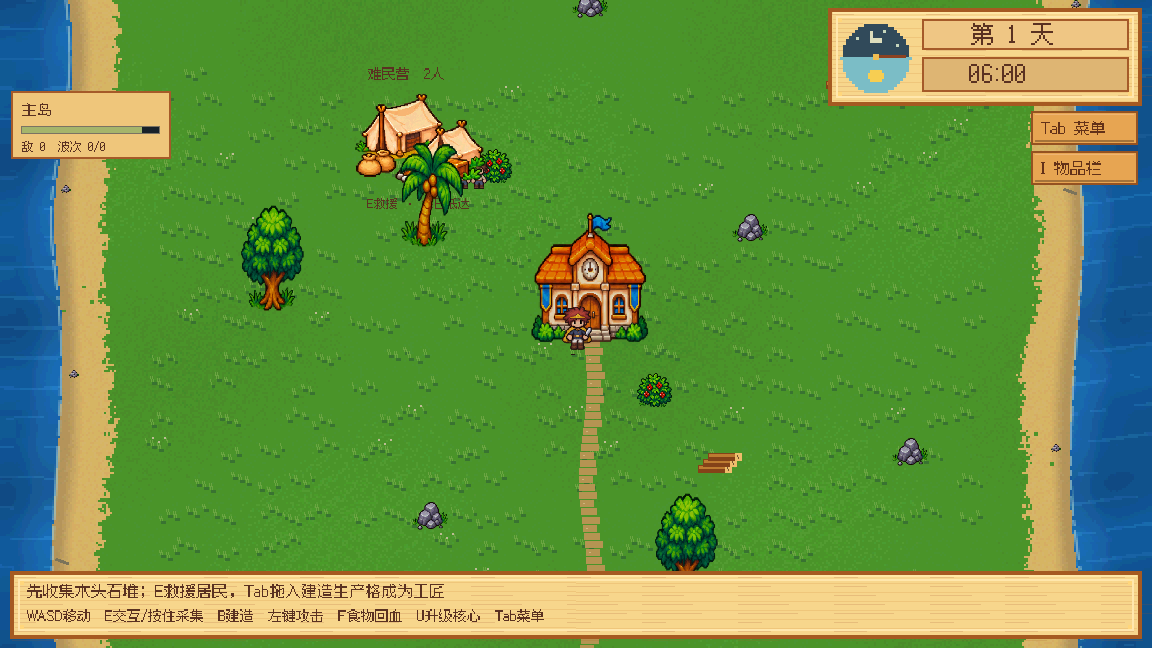 难民营 2人
第 1 天
06:00
主岛
敌 0 波次 0/0
Tab 菜单
I 物品栏
E救援
先收集木头石堆；E救援居民，Tab拖入建造生产格成为工匠
WASD移动 E交互/按住采集 B建造 左键攻击 F食物回血 U升级核心 Tab菜单